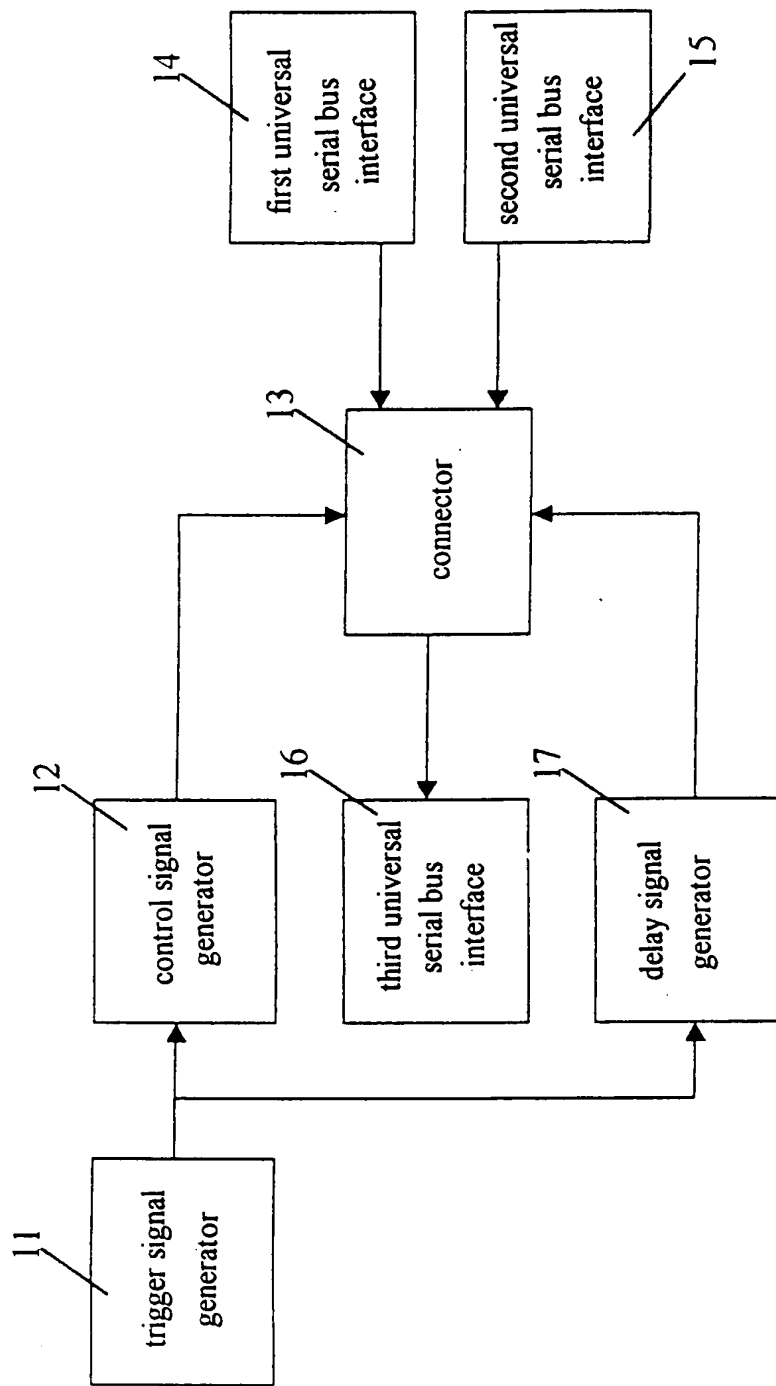 11
trigger signal
generator
12
control signal
generator
16
third universal
serial bus
interface
17
delay signal
generator
13
connector
14
first universal
serial bus
interface
15
second universal
serial bus
interface